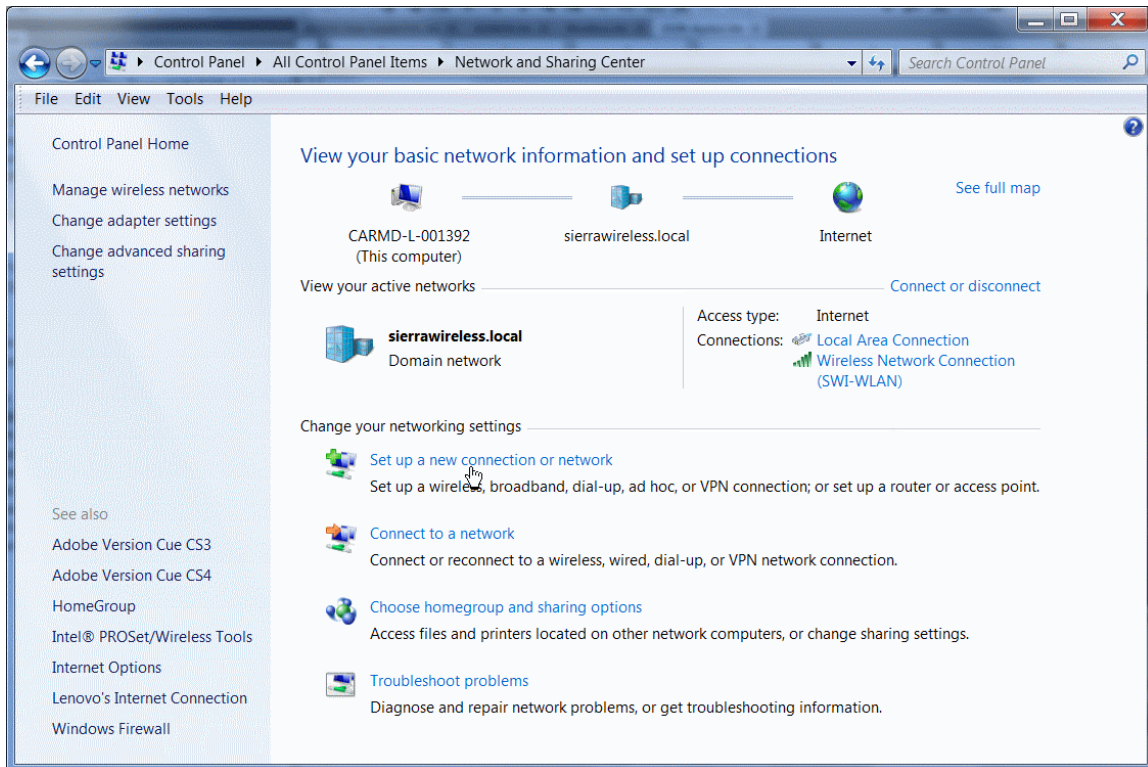 Control Panel ▸ All Control Panel Items ▸ Network and Sharing Center
Search Control Panel
File Edit View Tools Help
Control Panel Home
Manage wireless networks
Change adapter settings
Change advanced sharing
settings
See also
Adobe Version Cue CS3
Adobe Version Cue CS4
HomeGroup
Intel® PROSet/Wireless Tools
Internet Options
Lenovo's Internet Connection
Windows Firewall
View your basic network information and set up connections
See full map
CARMD-L-001392
(This computer)
sierrawireless.local
Internet
View your active networks
Connect or disconnect
sierrawireless.local
Domain network
Access type: Internet
Connections: Local Area Connection
Wireless Network Connection
(SWI-WLAN)
Change your networking settings
Set up a new connection or network
Set up a wireless, broadband, dial-up, ad hoc, or VPN connection; or set up a router or access point.
Connect to a network
Connect or reconnect to a wireless, wired, dial-up, or VPN network connection.
Choose homegroup and sharing options
Access files and printers located on other network computers, or change sharing settings.
Troubleshoot problems
Diagnose and repair network problems, or get troubleshooting information.